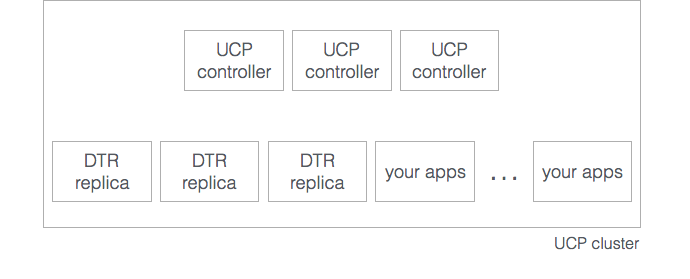 UCP
controller
UCP
controller
UCP
controller
DTR
replica
DTR
replica
DTR
replica
your apps
...
your apps
UCP cluster